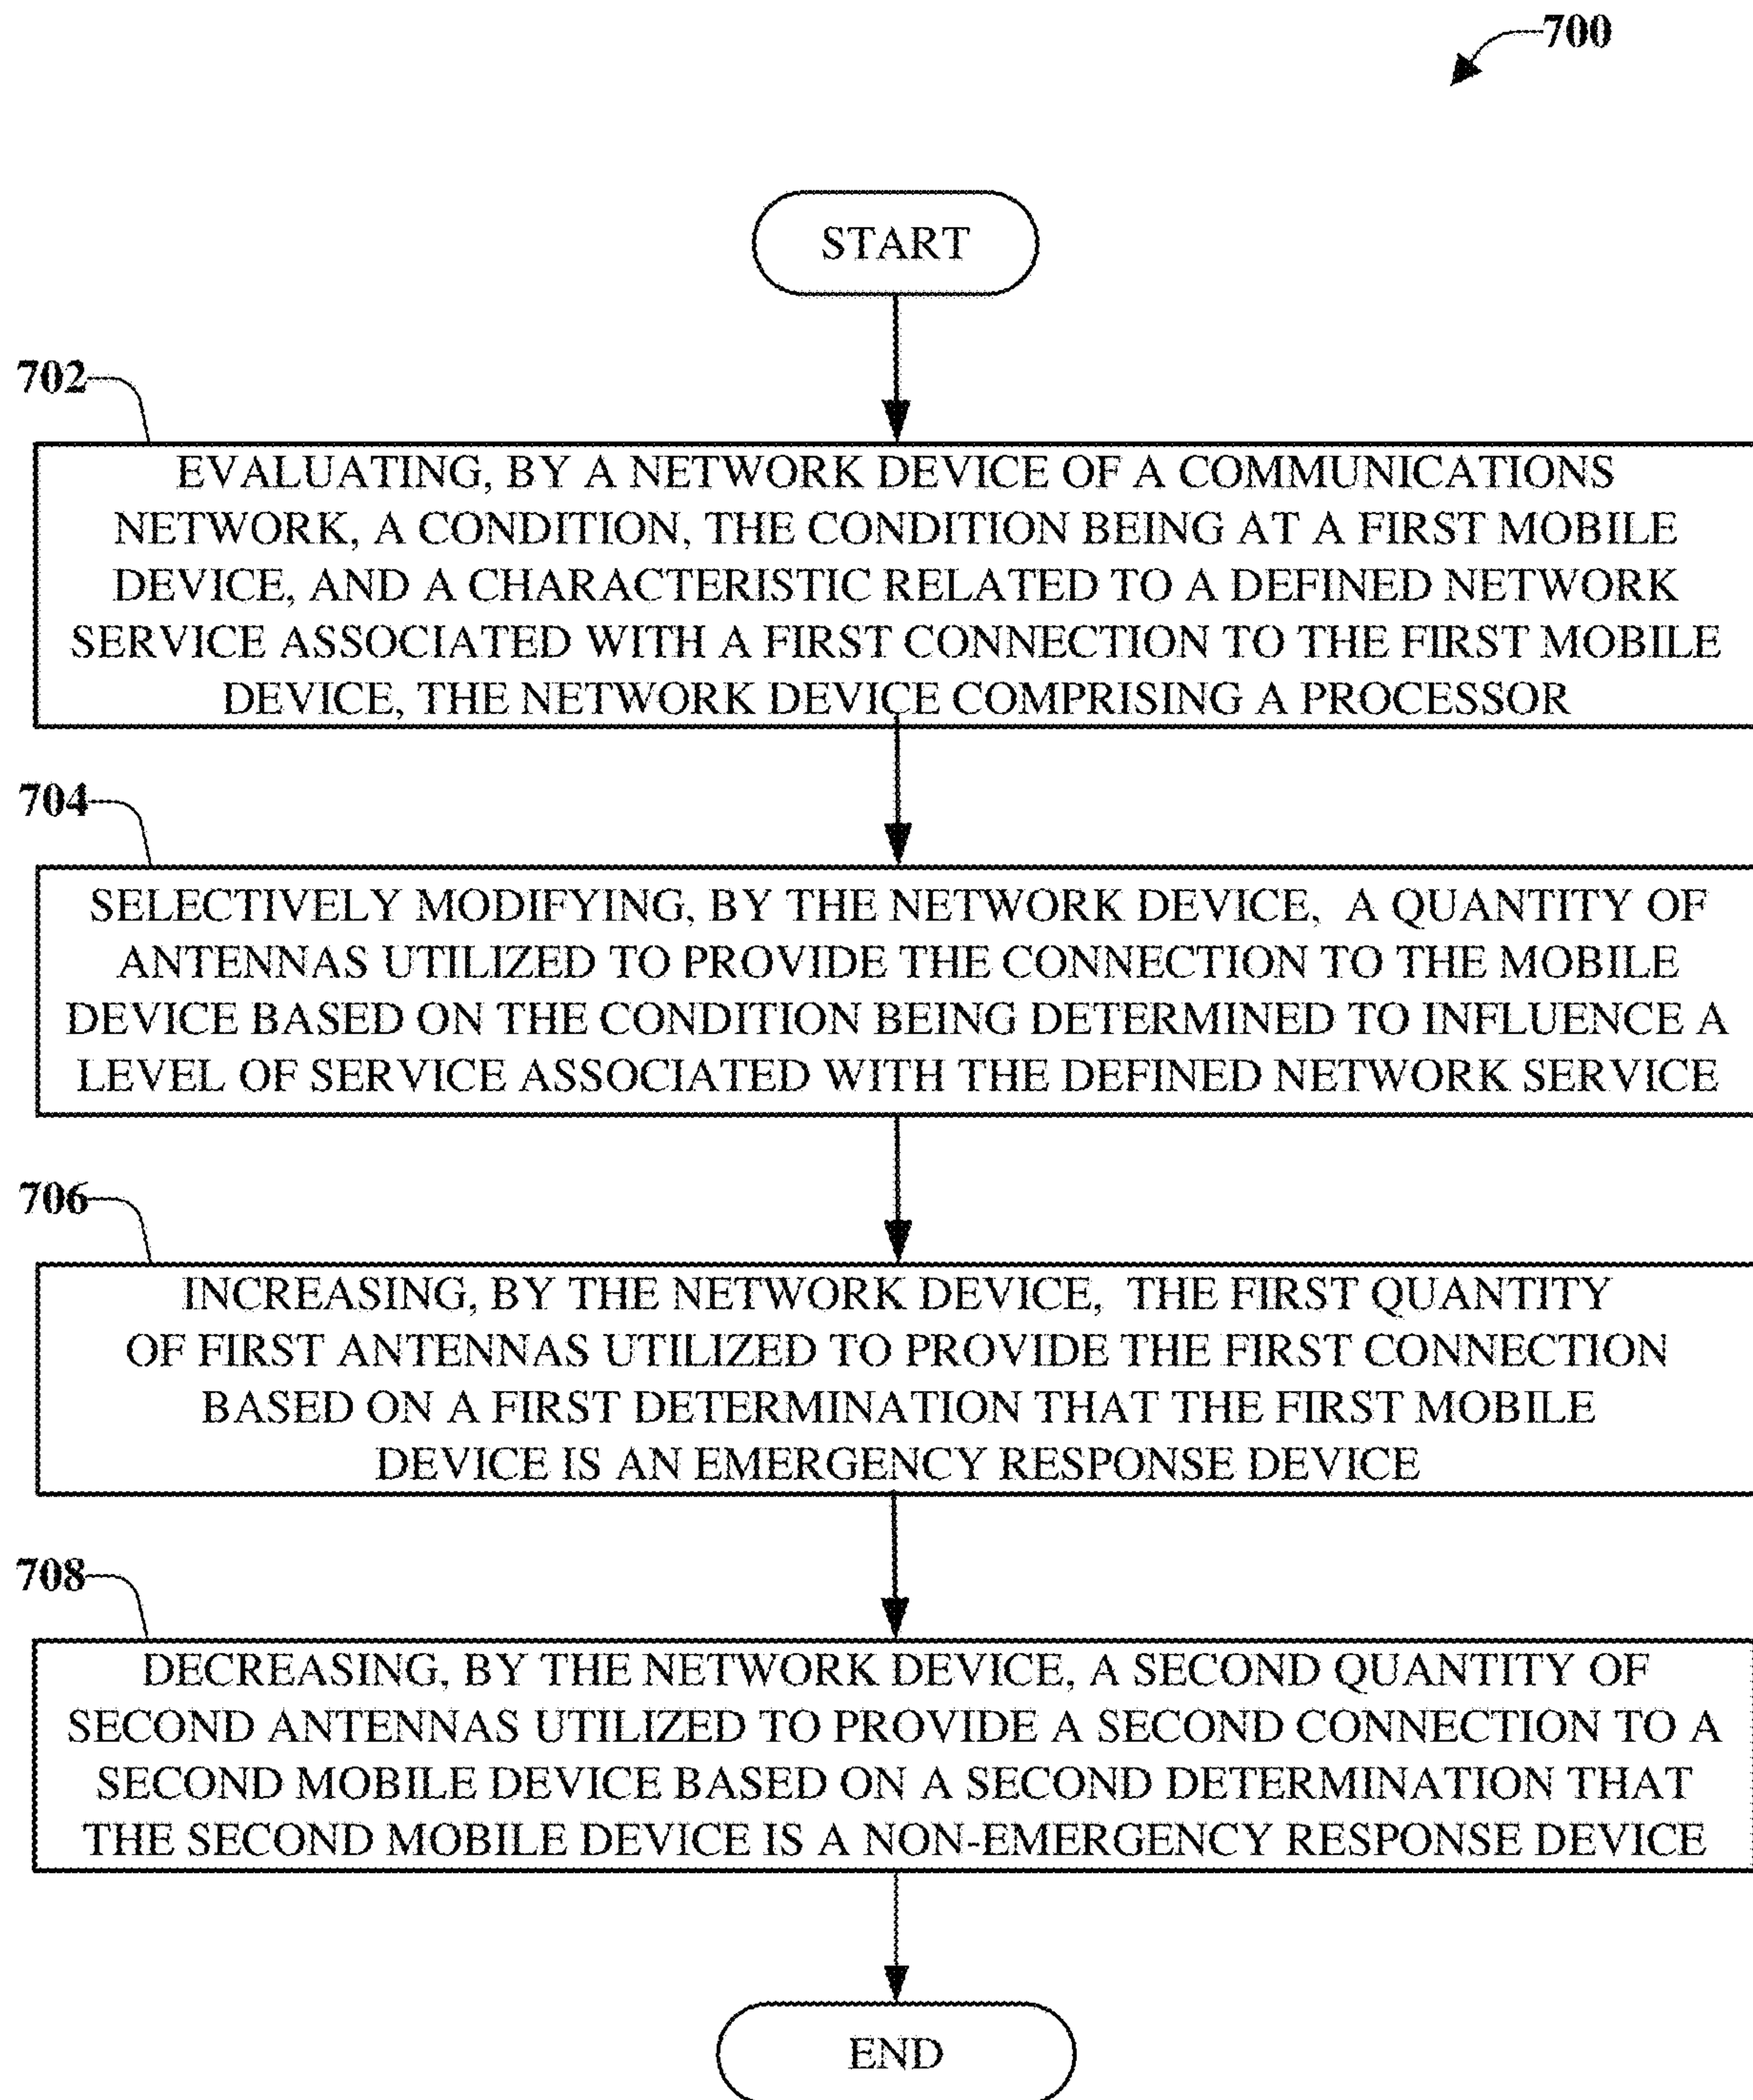 700
START
702
EVALUATING, BY A NETWORK DEVICE OF A COMMUNICATIONS
NETWORK, A CONDITION, THE CONDITION BEING AT A FIRST MOBILE
DEVICE, AND A CHARACTERISTIC RELATED TO A DEFINED NETWORK
SERVICE ASSOCIATED WITH A FIRST CONNECTION TO THE FIRST MOBILE
DEVICE, THE NETWORK DEVICE COMPRISING A PROCESSOR
704
SELECTIVELY MODIFYING, BY THE NETWORK DEVICE, A QUANTITY OF
ANTENNAS UTILIZED TO PROVIDE THE CONNECTION TO THE MOBILE
DEVICE BASED ON THE CONDITION BEING DETERMINED TO INFLUENCE A
LEVEL OF SERVICE ASSOCIATED WITH THE DEFINED NETWORK SERVICE
706
INCREASING, BY THE NETWORK DEVICE, THE FIRST QUANTITY
OF FIRST ANTENNAS UTILIZED TO PROVIDE THE FIRST CONNECTION
BASED ON A FIRST DETERMINATION THAT THE FIRST MOBILE
DEVICE IS AN EMERGENCY RESPONSE DEVICE
708
DECREASING, BY THE NETWORK DEVICE, A SECOND QUANTITY OF
SECOND ANTENNAS UTILIZED TO PROVIDE A SECOND CONNECTION TO A
SECOND MOBILE DEVICE BASED ON A SECOND DETERMINATION THAT
THE SECOND MOBILE DEVICE IS A NON-EMERGENCY RESPONSE DEVICE
END